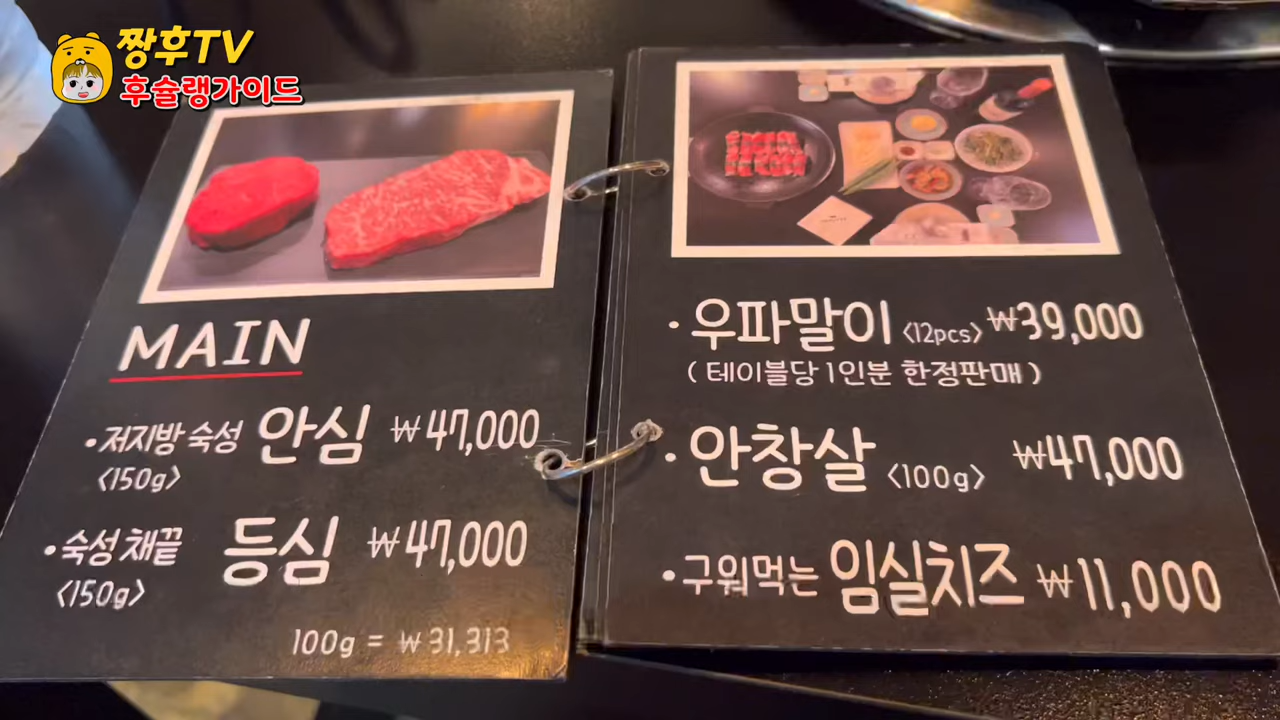 짱후TV
후슐랭가이드
MAIN
• 저지방 숙성 안심 ₩47,000
<150g>
• 숙성 채끝 등심 ₩47,000
<150g>
100g = ₩31,313
• 우파말이 <12pcs> ₩39,000
( 테이블당 1인분 한정판매 )
• 안창살 <100g> ₩47,000
• 구워먹는 임실치즈 ₩11,000